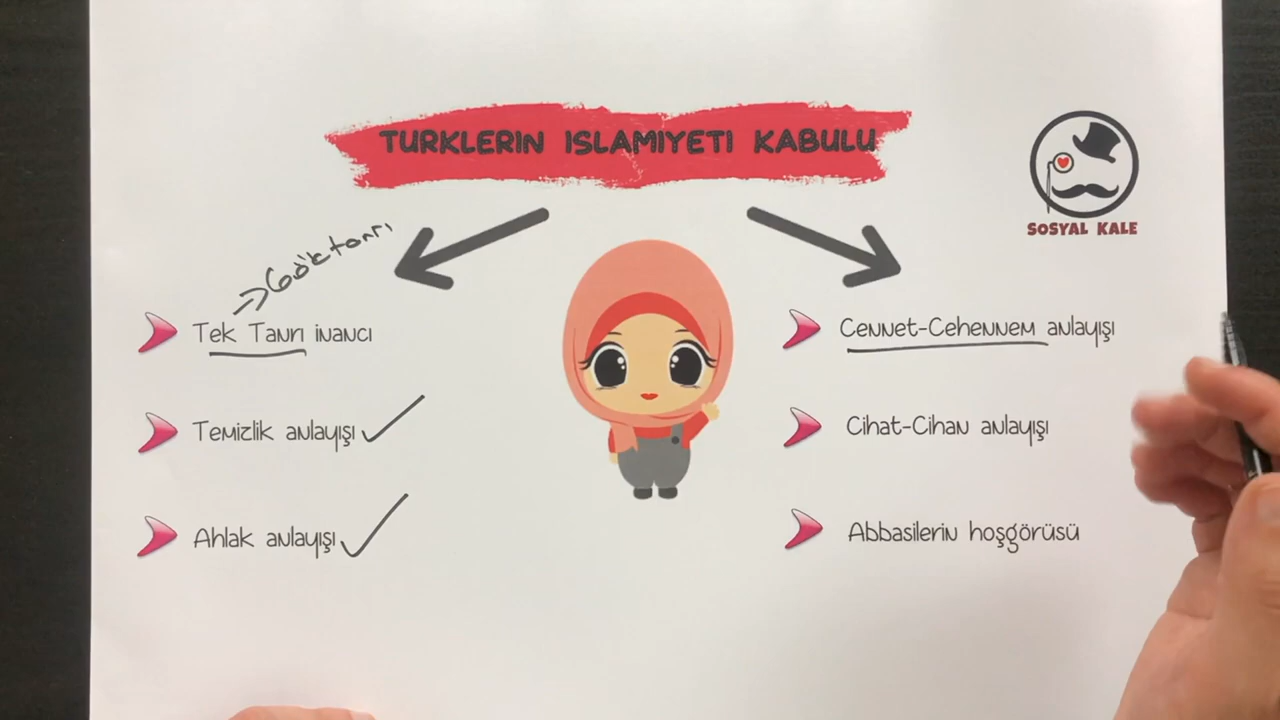 TURKLERIN ISLAMIYETI KABULU
SOSYAL KALE
→Göktanrı
Tek Tanrı inancı
Temizlik anlayışı
Ahlak anlayışı
Cennet-Cehennem anlayışı
Cihat-Cihan anlayışı
Abbasilerin hoşgörüsü